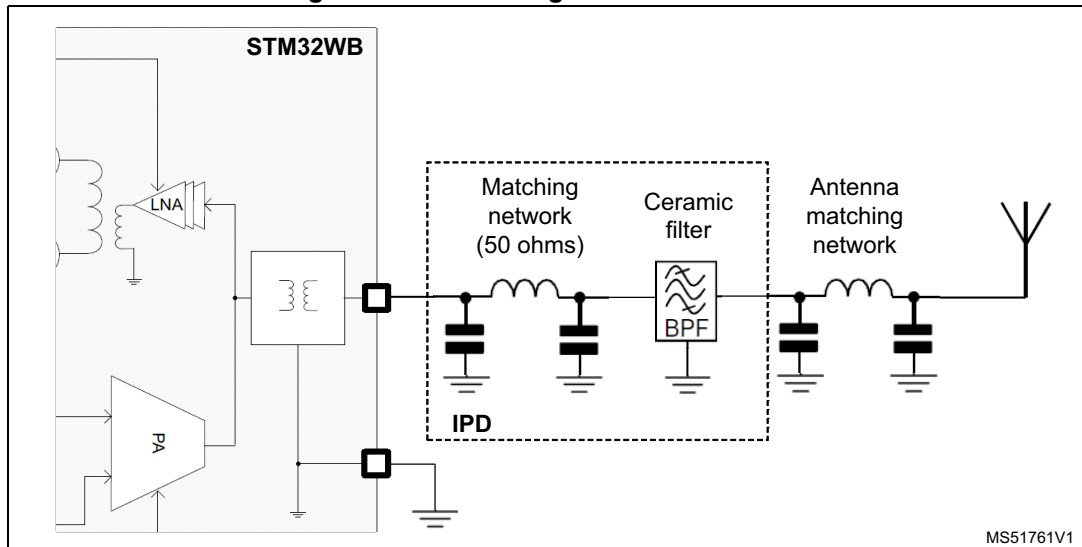 STM32WB
LNA
PA
Matching
network
(50 ohms)
Ceramic
filter
BPF
IPD
Antenna
matching
network
MS51761V1